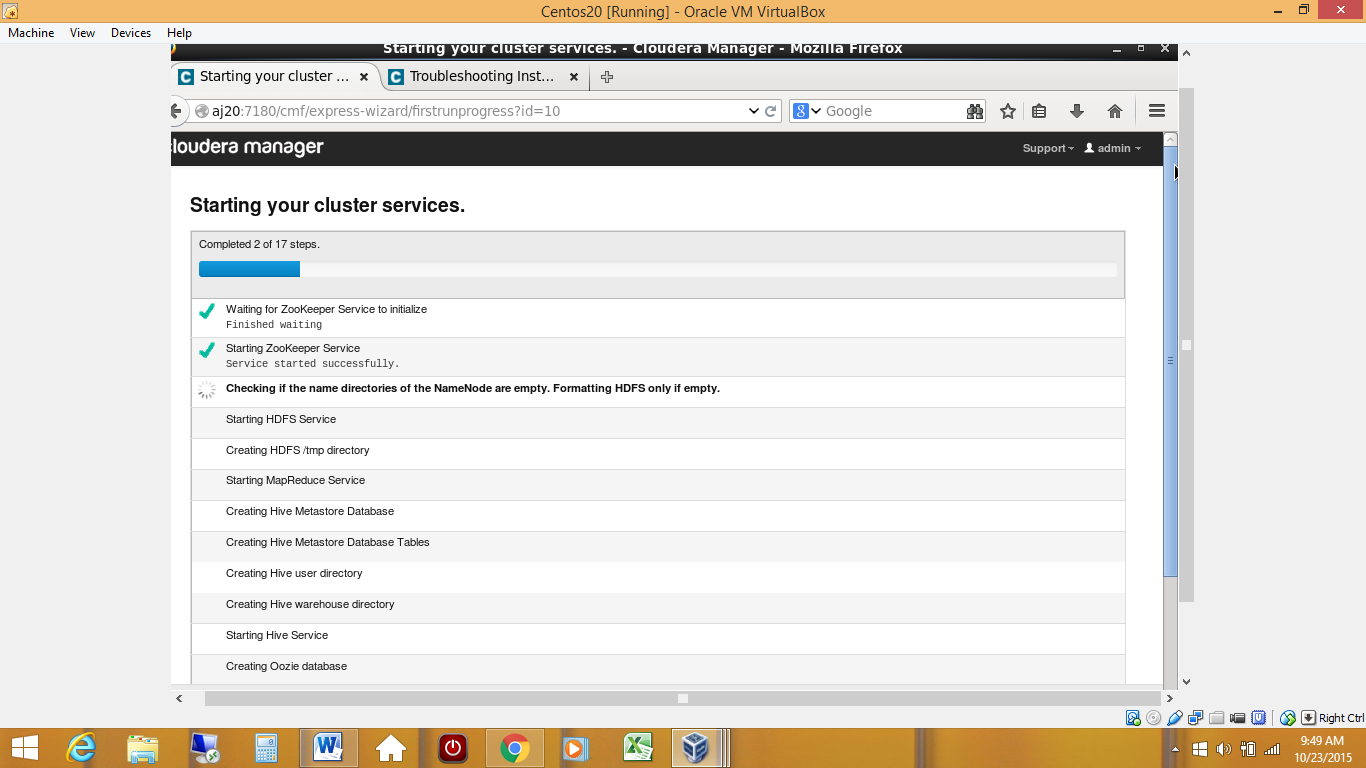 Centos20 [Running] - Oracle VM VirtualBox
Machine View Devices Help
Starting your cluster services. - Cloudera Manager - Mozilla Firefox
Starting your cluster ... Troubleshooting Inst...
aj20:7180/cmf/express-wizard/firstrunprogress?id=10 Google
loudera manager Support admin
Starting your cluster services.
Completed 2 of 17 steps.
Waiting for ZooKeeper Service to initialize
Finished waiting
Starting ZooKeeper Service
Service started successfully.
Checking if the name directories of the NameNode are empty. Formatting HDFS only if empty.
Starting HDFS Service
Creating HDFS /tmp directory
Starting MapReduce Service
Creating Hive Metastore Database
Creating Hive Metastore Database Tables
Creating Hive user directory
Creating Hive warehouse directory
Starting Hive Service
Creating Oozie database
Right Ctrl
9:49 AM
10/23/2015